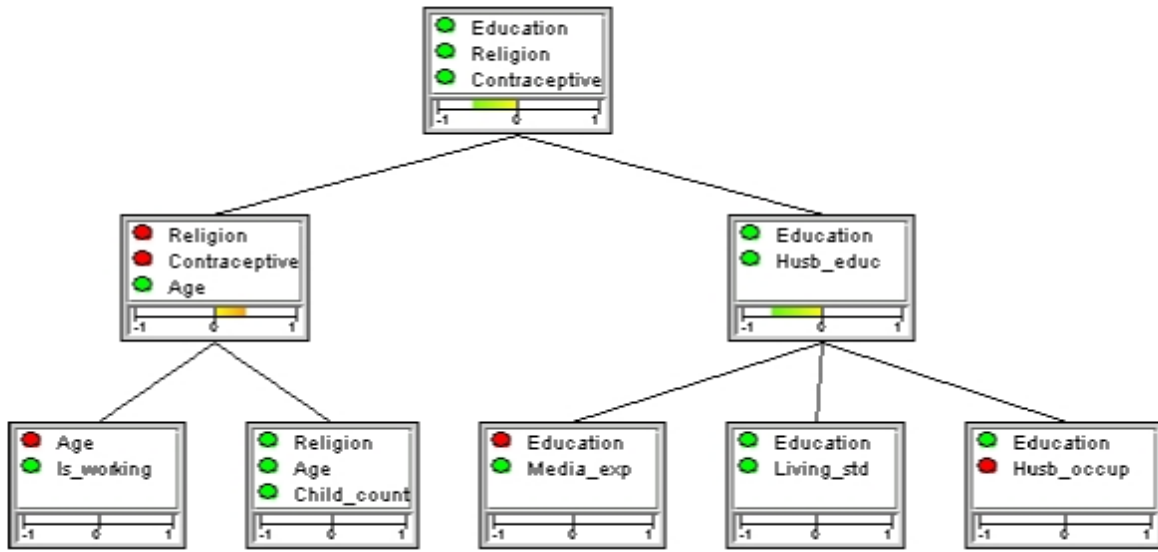 Education
Religion
Contraceptive
-1 0 1
Religion
Contraceptive
Age
-1 0 1
Education
Husb_educ
-1 0 1
Age
Is_working
-1 0 1
Religion
Age
Child_count
-1 0 1
Education
Media_exp
-1 0 1
Education
Living_std
-1 0 1
Education
Husb_occup
-1 0 1